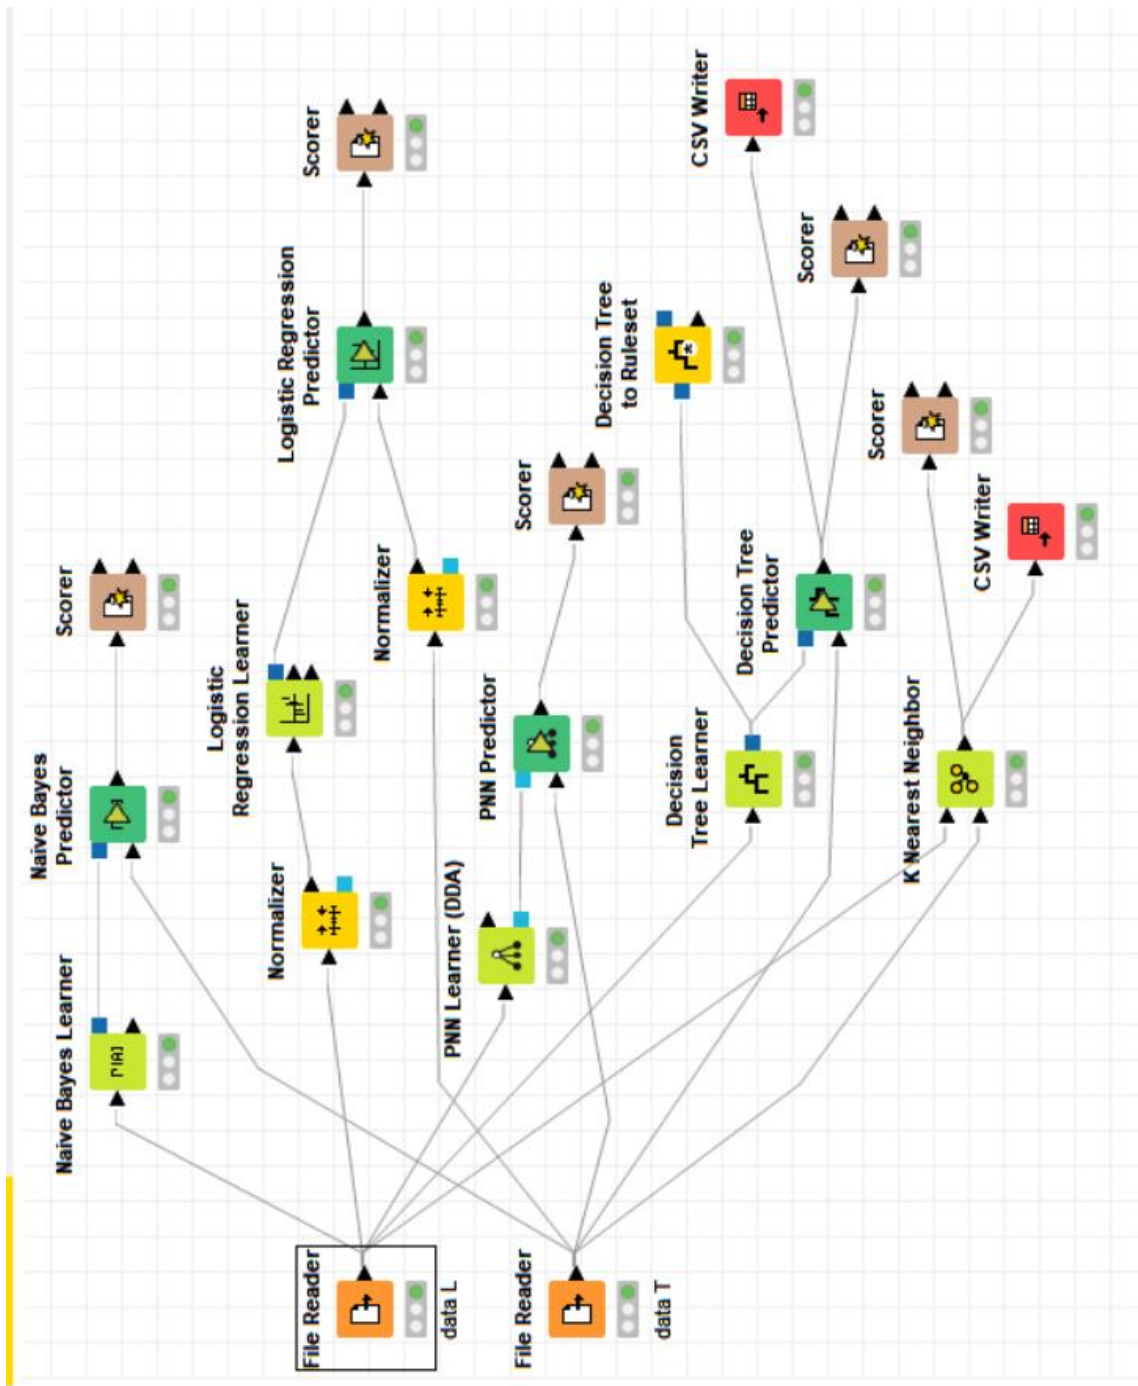 File Reader
data L
File Reader
data T
Naive Bayes Learner
Naive Bayes
Predictor
Scorer
Normalizer
Logistic
Regression Learner
Normalizer
Logistic Regression
Predictor
Scorer
PNN Learner (DDA)
PNN Predictor
Scorer
Decision
Tree Learner
Decision Tree
Predictor
Decision Tree
to Ruleset
CSV Writer
Scorer
K Nearest Neighbor
Scorer
CSV Writer